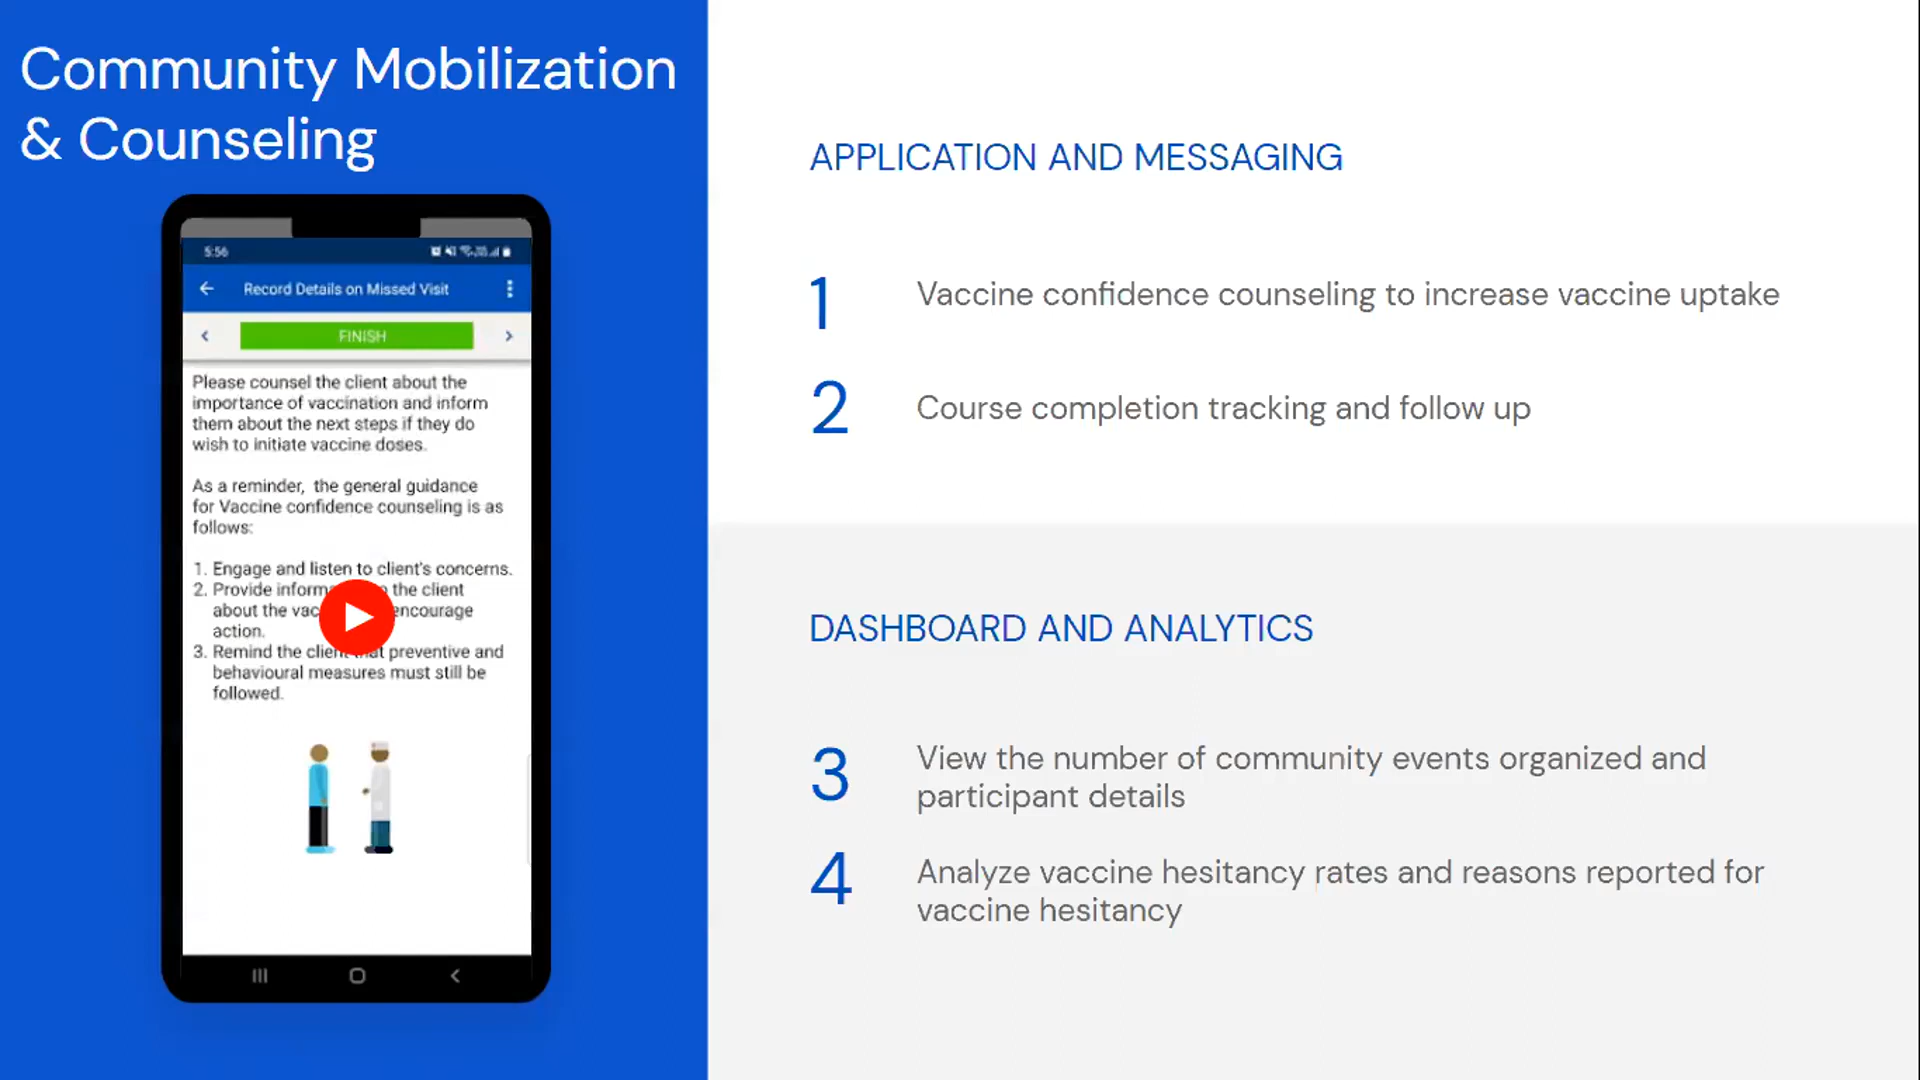 Community Mobilization
& Counseling
5:56
Record Details on Missed Visit
FINISH
Please counsel the client about the
importance of vaccination and inform
them about the next steps if they do
wish to initiate vaccine doses.
As a reminder, the general guidance
for Vaccine confidence counseling is as
follows:
1. Engage and listen to client's concerns.
2. Provide the client
about the encourage
action.
3. Remind the client preventive and
behavioural measures must still be
followed.
APPLICATION AND MESSAGING
1 Vaccine confidence counseling to increase vaccine uptake
2 Course completion tracking and follow up
DASHBOARD AND ANALYTICS
3 View the number of community events organized and
participant details
4 Analyze vaccine hesitancy rates and reasons reported for
vaccine hesitancy